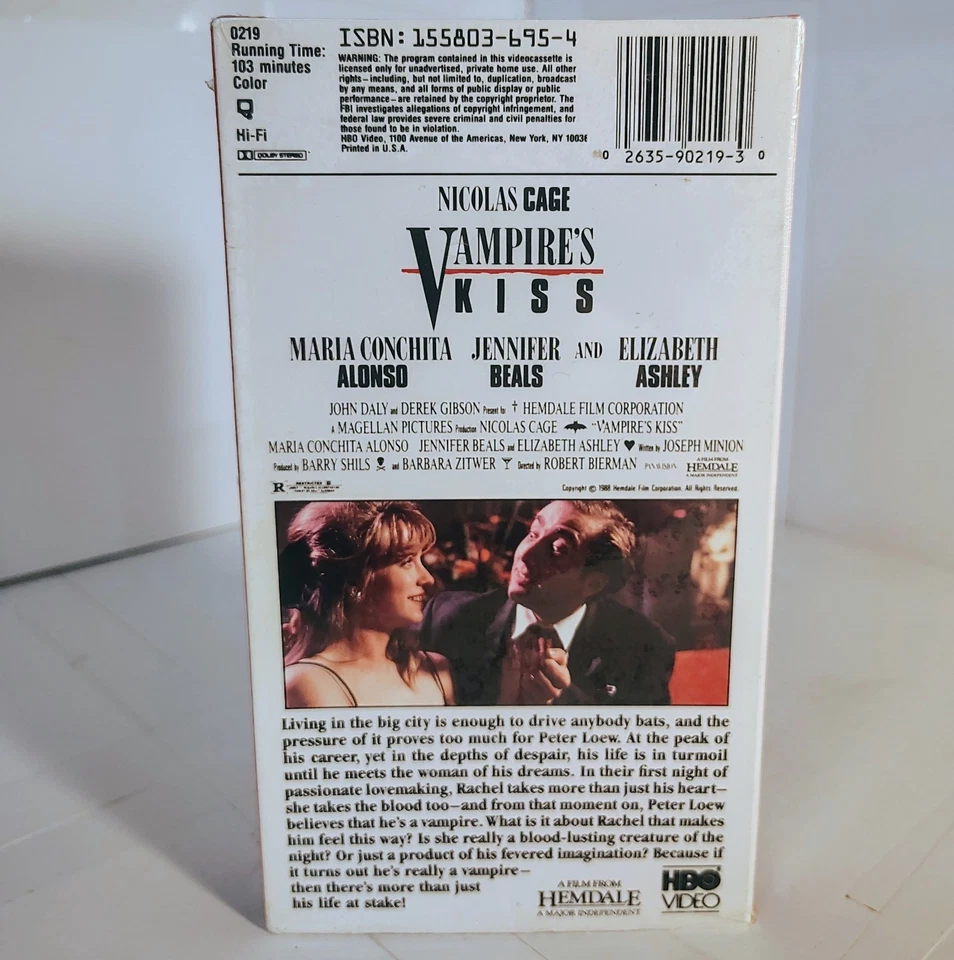 0219
Running Time:
103 minutes
Color
Hi-Fi
DOLBY STEREO
ISBN: 155803-695-4
WARNING: The program contained in this videocassette is
licensed only for unadvertised, private home use. All other
rights—including, but not limited to, duplication, broadcast
by any means, and all forms of public display or public
performance—are retained by the copyright proprietor. The
FBI investigates allegations of copyright infringement, and
federal law provides severe criminal and civil penalties for
those found to be in violation.
HBO Video, 1100 Avenue of the Americas, New York, NY 10036
Printed in U.S.A.
0 2635-90219-3 0
NICOLAS CAGE
VAMPIRE'S
KISS
MARIA CONCHITA JENNIFER AND ELIZABETH
ALONSO BEALS ASHLEY
JOHN DALY and DEREK GIBSON Present for HEMDALE FILM CORPORATION
A MAGELLAN PICTURES Production NICOLAS CAGE "VAMPIRE'S KISS"
MARIA CONCHITA ALONSO JENNIFER BEALS and ELIZABETH ASHLEY Written by JOSEPH MINION
Produced by BARRY SHILS and BARBARA ZITWER Directed by ROBERT BIERMAN
A FILM FROM
HEMDALE
A MAJOR INDEPENDENT
R RESTRICTED
Copyright © 1988 Hemdale Film Corporation. All Rights Reserved.
Living in the big city is enough to drive anybody bats, and the
pressure of it proves too much for Peter Loew. At the peak of
his career, yet in the depths of despair, his life is in turmoil
until he meets the woman of his dreams. In their first night of
passionate lovemaking, Rachel takes more than just his heart—
she takes the blood too—and from that moment on, Peter Loew
believes that he's a vampire. What is it about Rachel that makes
him feel this way? Is she really a blood-lusting creature of the
night? Or just a product of his fevered imagination? Because if
it turns out he's really a vampire—
then there's more than just
his life at stake!
A FILM FROM
HEMDALE
A MAJOR INDEPENDENT
HBO
VIDEO